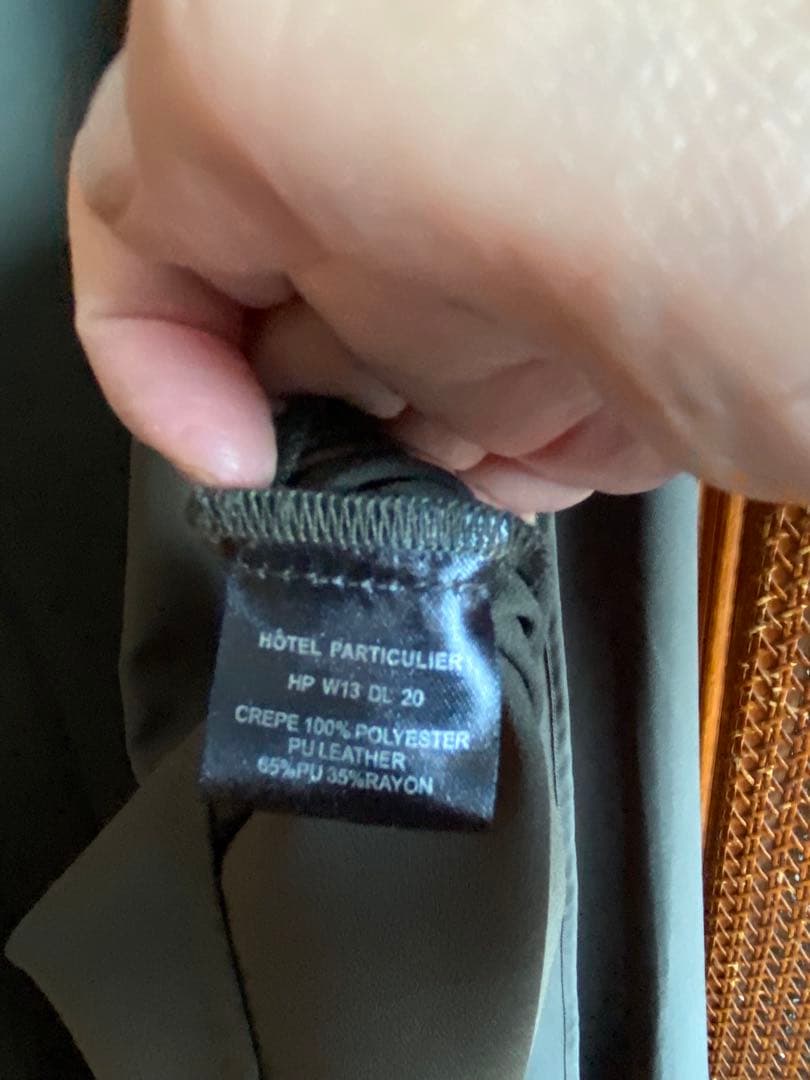 HÔTEL PARTICULIER
HP W13 DL 20
CREPE 100% POLYESTER
PU LEATHER
65%PU 35%RAYON